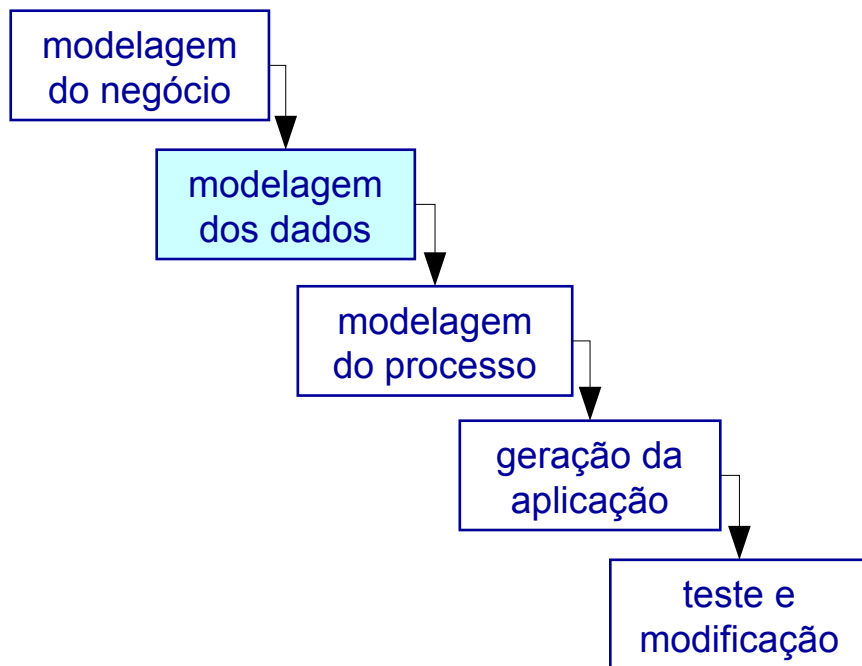 modelagem
do negócio
modelagem
dos dados
modelagem
do processo
geração da
aplicação
teste e
modificação